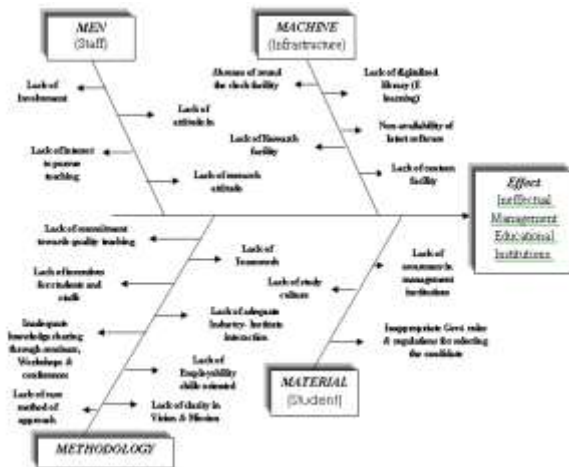 MEN
(Staff)
MACHINE
(Infrastructure)
Lack of
Involvement
Lack of
attitude in
Lack of interest
to pursue
teaching
Lack of research
attitude
Absence of round
the clock facility
Lack of digitalized
library (E
learning)
Non-availability of
latest software
Lack of Research
facility
Lack of
facility
Effect
Ineffectual
Management
Educational
Institutions
Lack of commitment
towards quality teaching
Lack of
Teamwork
Lack of incentives
for students and
Lack of adequate
Industry- Institute
Interaction
Inadequate
knowledge sharing
through seminars,
Workshops &
conferences
Lack of
Employability
skills oriented
Lack of
method of
approach
Lack of clarity in
Vision & Mission
METHODOLOGY
Lack of study
culture
Lack of
awareness in
management
institutions
Inappropriate Govt. rules
& regulations for selecting
the candidate
MATERIAL
(Student)